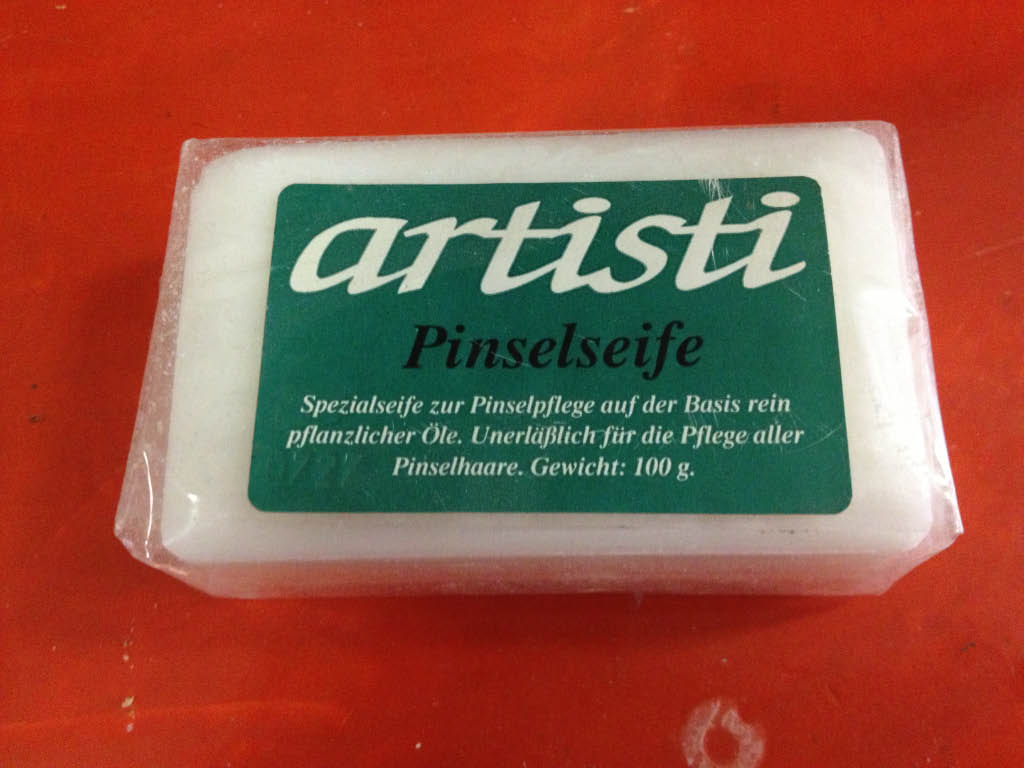 artisti
Pinselseife
Spezialseife zur Pinselpflege auf der Basis rein
pflanzlicher Öle. Unerläßlich für die Pflege aller
Pinselhaare. Gewicht: 100 g.